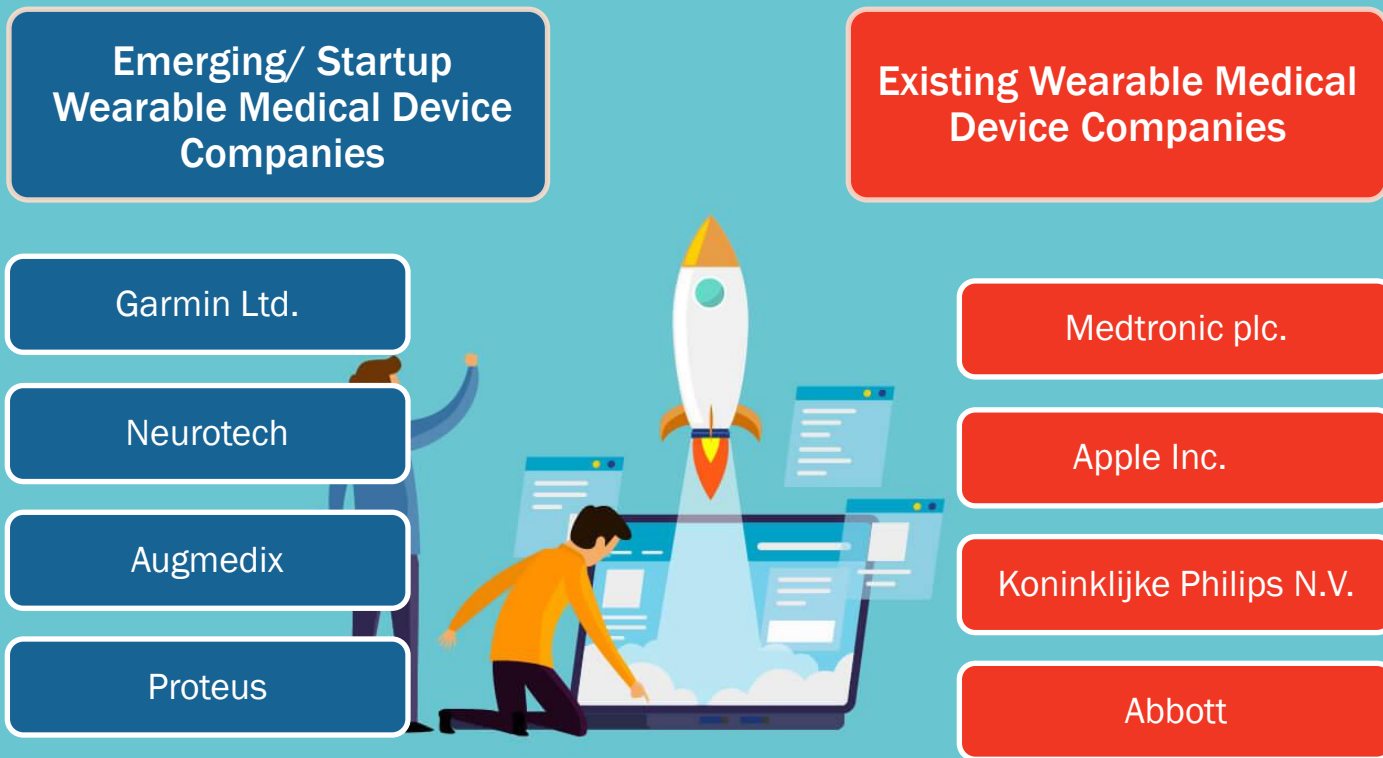 Emerging/ Startup
Wearable Medical Device
Companies
Garmin Ltd.
Neurotech
Augmedix
Proteus
Existing Wearable Medical
Device Companies
Medtronic plc.
Apple Inc.
Koninklijke Philips N.V.
Abbott